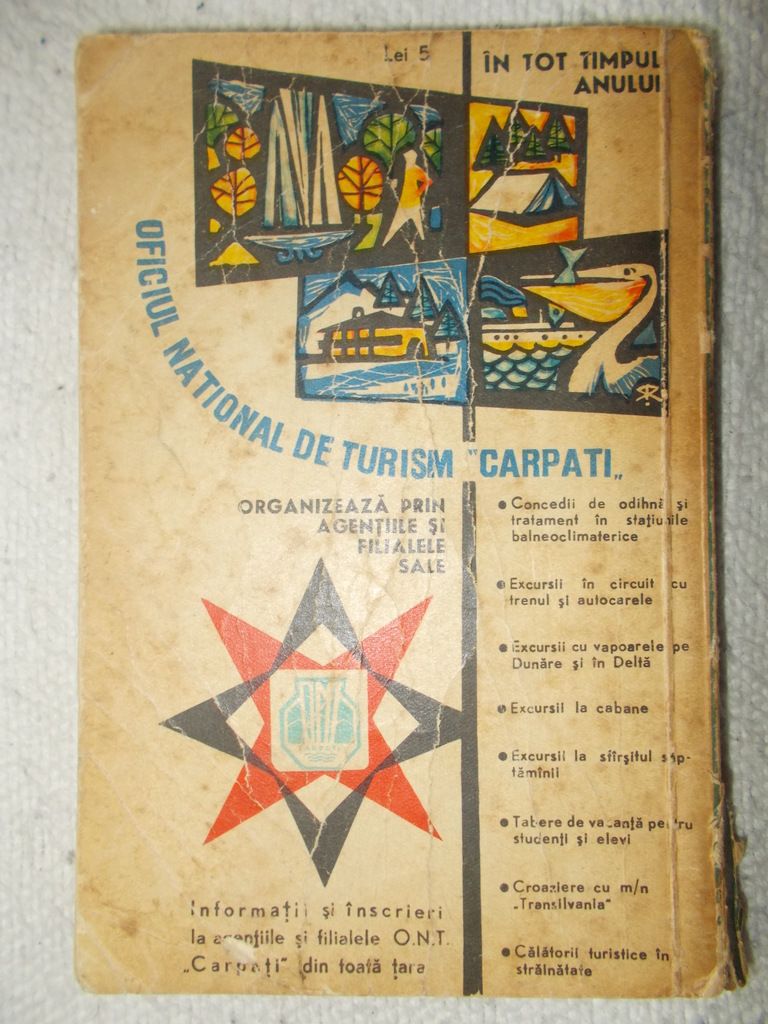 Lei 5
ÎN TOT TIMPUL
ANULUI
OFICIUL NATIONAL DE TURISM "CARPATI„
ORGANIZEAZĂ PRIN
AGENȚIILE ȘI
FILIALELE
SALE
CARPAȚI
• Concedii de odihnă și
tratament în stațiunile
balneoclimaterice
• Excursii în circuit cu
trenul și autocarele
• Excursii cu vapoarele pe
Dunăre și în Deltă
• Excursii la cabane
• Excursii la sfîrșitul săp-
tămînii
• Tabere de vacanță pentru
studenți și elevi
• Croaziere cu m/n
„Transilvania"
• Călătorii turistice în
străinătate
Informații și înscrieri
la agențiile și filialele O.N.T.
„Carpați" din toată țara